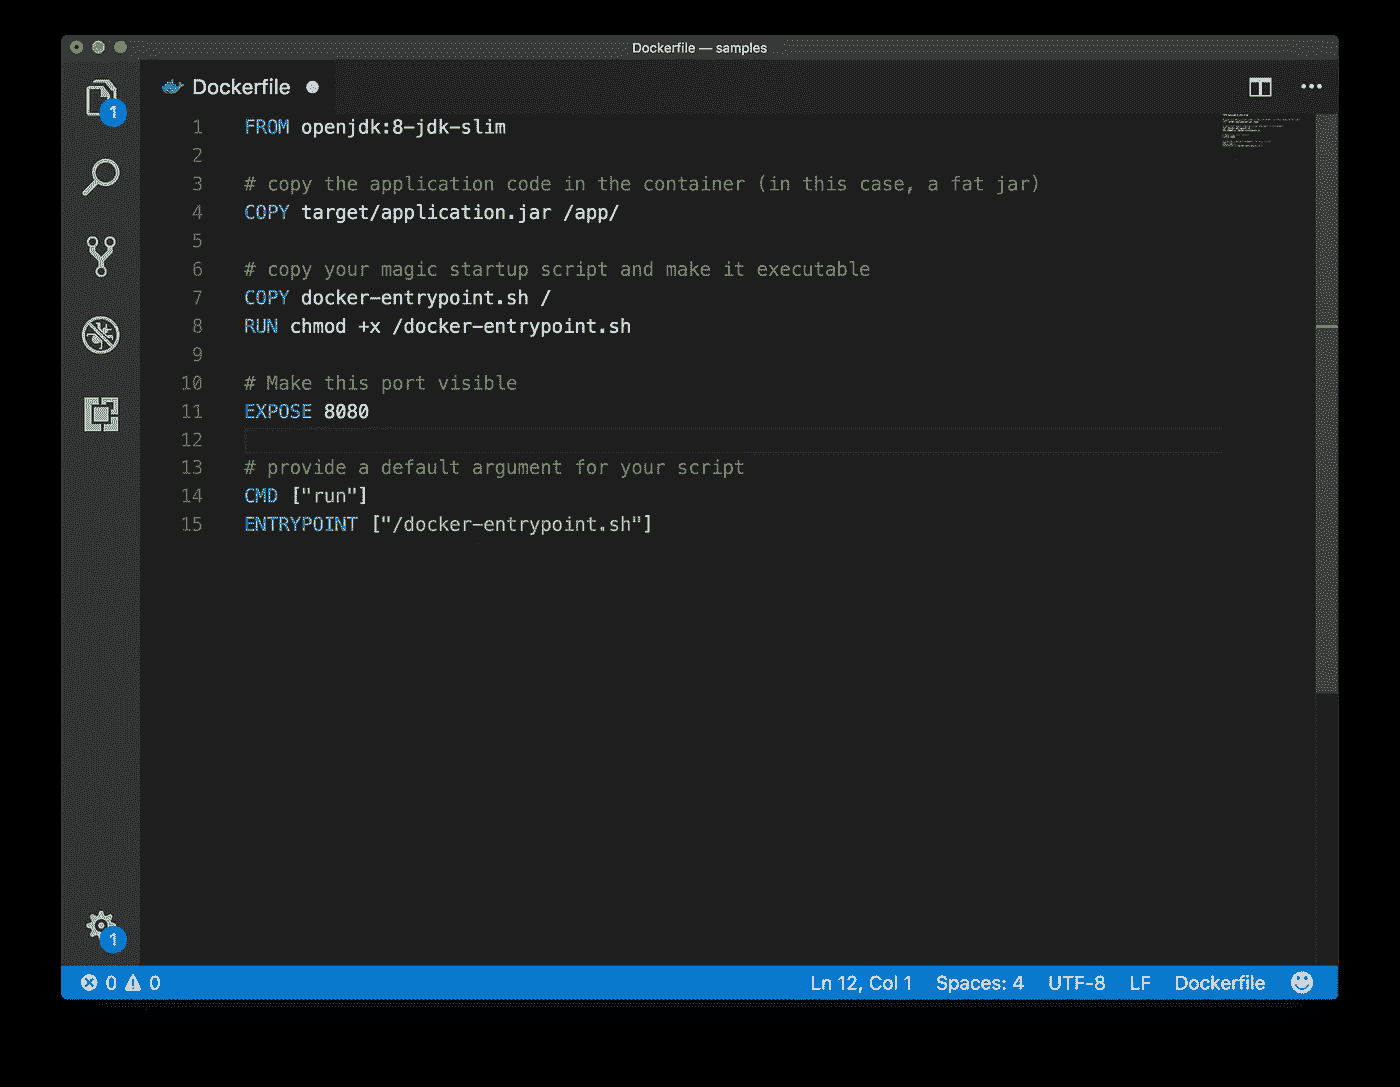 Dockerfile — samples
Dockerfile
1
1 FROM openjdk:8-jdk-slim
2
3 # copy the application code in the container (in this case, a fat jar)
4 COPY target/application.jar /app/
5
6 # copy your magic startup script and make it executable
7 COPY docker-entrypoint.sh /
8 RUN chmod +x /docker-entrypoint.sh
9
10 # Make this port visible
11 EXPOSE 8080
12
13 # provide a default argument for your script
14 CMD ["run"]
15 ENTRYPOINT ["/docker-entrypoint.sh"]
1
0 0 Ln 12, Col 1 Spaces: 4 UTF-8 LF Dockerfile